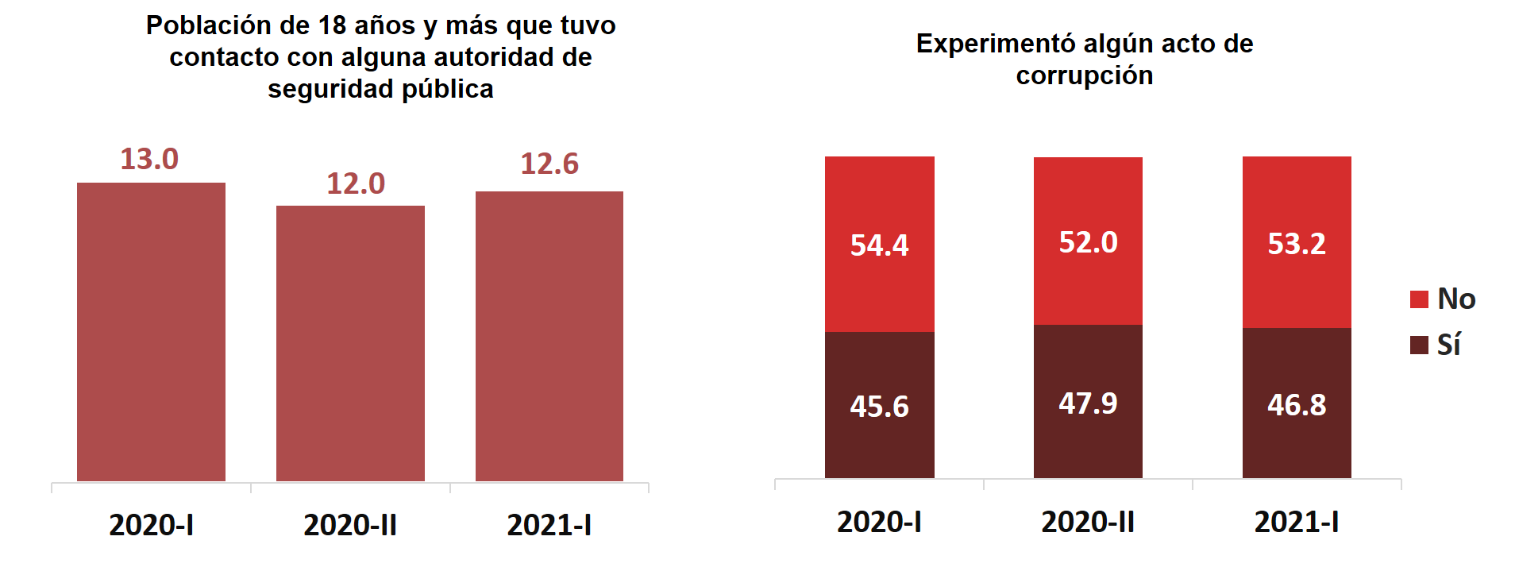 Población de 18 años y más que tuvo
contacto con alguna autoridad de
seguridad pública
13.0
12.0
12.6
2020-I
2020-II
2021-I
Experimentó algún acto de
corrupción
54.4
52.0
53.2
45.6
47.9
46.8
2020-I
2020-II
2021-I
No
Sí